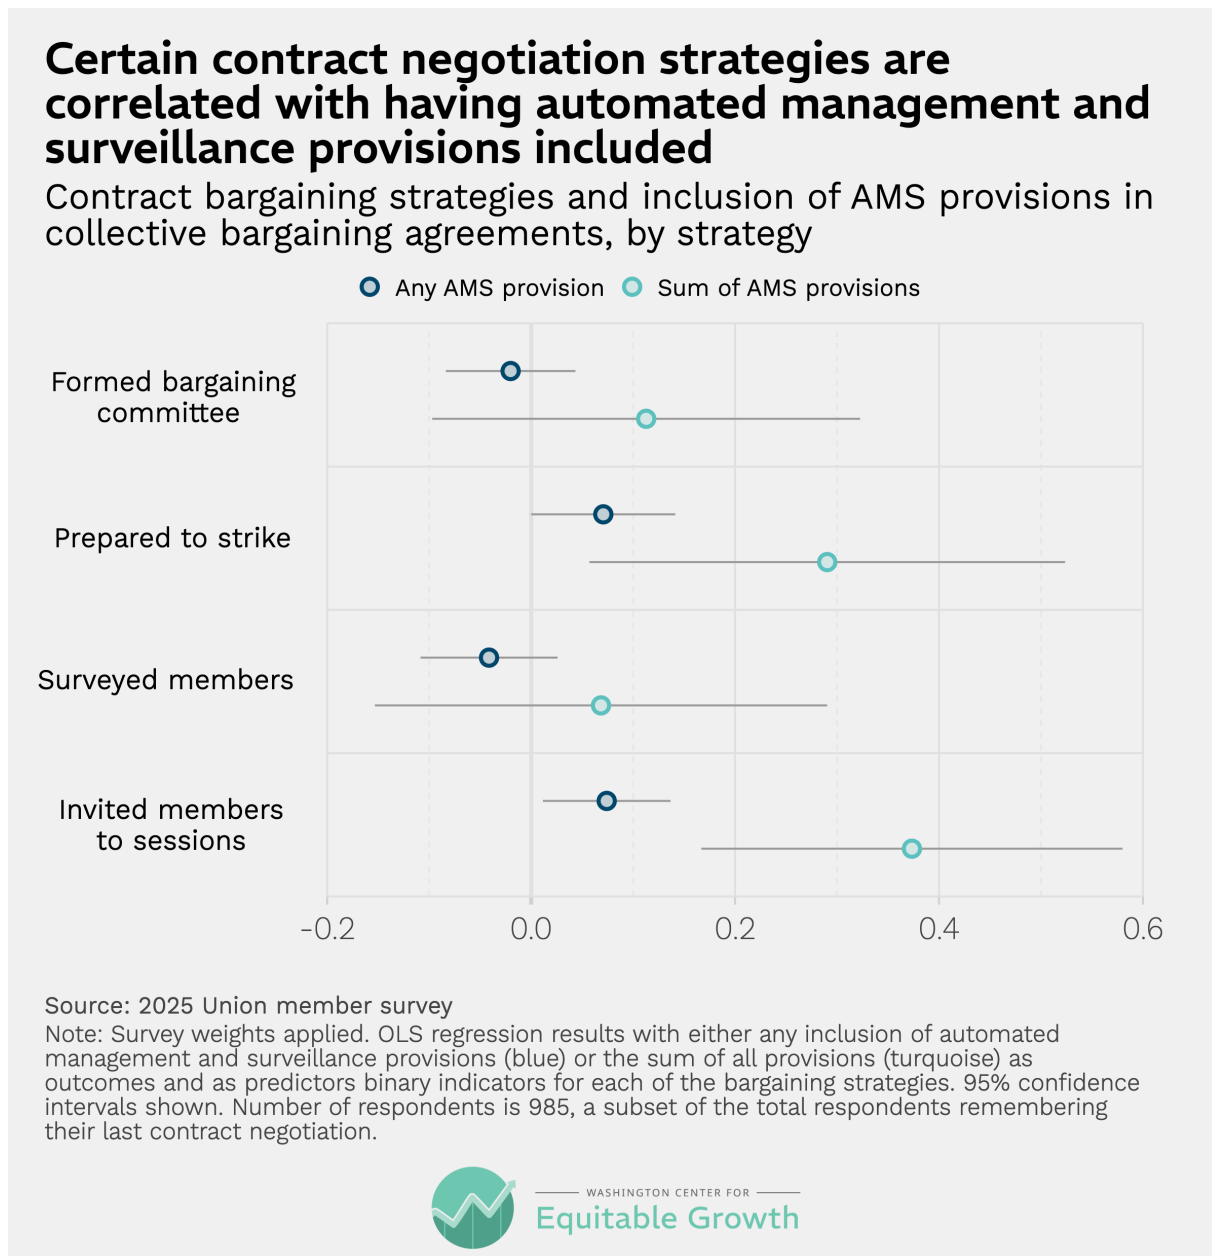 Certain contract negotiation strategies are
correlated with having automated management and
surveillance provisions included
Contract bargaining strategies and inclusion of AMS provisions in
collective bargaining agreements, by strategy
Any AMS provision Sum of AMS provisions
Formed bargaining
committee
Prepared to strike
Surveyed members
Invited members
to sessions
-0.2 0.0 0.2 0.4 0.6
Source: 2025 Union member survey
Note: Survey weights applied. OLS regression results with either any inclusion of automated
management and surveillance provisions (blue) or the sum of all provisions (turquoise) as
outcomes and as predictors binary indicators for each of the bargaining strategies. 95% confidence
intervals shown. Number of respondents is 985, a subset of the total respondents remembering
their last contract negotiation.
WASHINGTON CENTER FOR
Equitable Growth